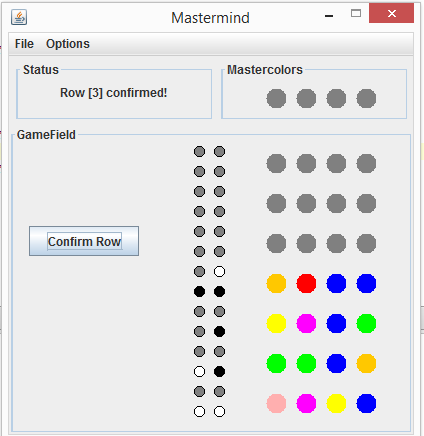 Mastermind
File Options
Status
Row [3] confirmed!
Mastercolors
GameField
Confirm Row